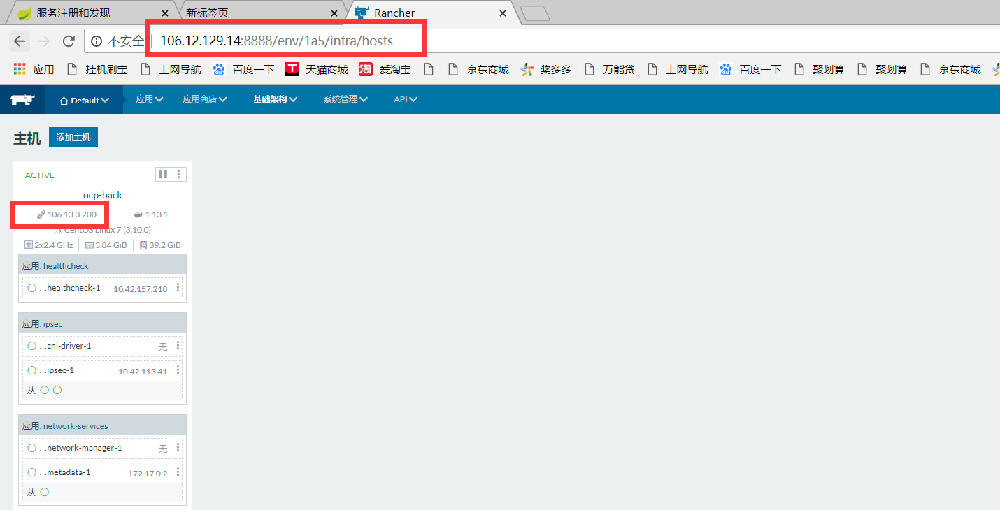 服务注册和发现
新标签页
Rancher
不安全
106.12.129.14:8888/env/1a5/infra/hosts
应用 挂机刷宝 上网导航 百度一下 T 天猫商城 淘 爱淘宝 京东商城 奖多多 万能贷 上网导航 百度一下 聚划算 聚划算 京东商城
Default 应用 应用商店 基础架构 系统管理 API
主机 添加主机
ACTIVE
ocp-back
106.13.3.200 1.13.1
CentOS Linux 7 (3.10.0)
2x2.4 GHz 3.84 GiB 39.2 GiB
应用: healthcheck
...healthcheck-1 10.42.157.218
应用: ipsec
...cni-driver-1 无
...ipsec-1 10.42.113.41
从
应用: network-services
...network-manager-1 无
...metadata-1 172.17.0.2
从